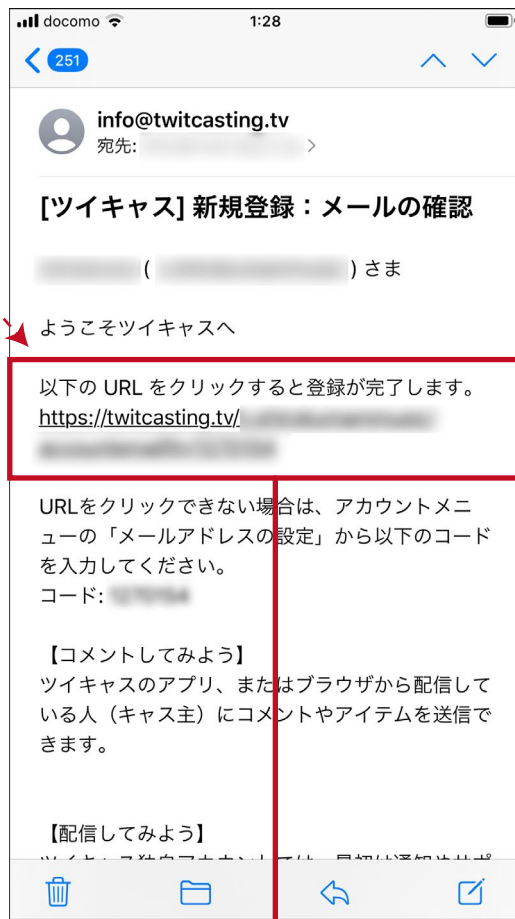 docomo 1:28
251
info@twitcasting.tv
宛先:
[ツイキャス] 新規登録：メールの確認
( ) さま
ようこそツイキャスへ
以下の URL をクリックすると登録が完了します。
https://twitcasting.tv/
URLをクリックできない場合は、アカウントメニ
ューの「メールアドレスの設定」から以下のコード
を入力してください。
コード:
【コメントしてみよう】
ツイキャスのアプリ、またはブラウザから配信して
いる人（キャス主）にコメントやアイテムを送信で
きます。
【配信してみよう】